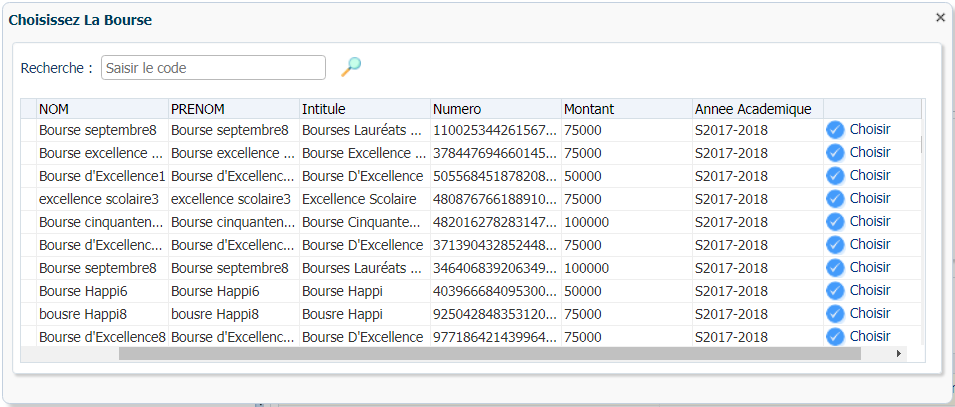 Choisissez La Bourse
Recherche : Saisir le code
NOM PRENOM Intitule Numero Montant Annee Academique
Bourse septembre8 Bourse septembre8 Bourses Lauréats ... 110025344261567... 75000 S2017-2018 Choisir
Bourse excellence ... Bourse excellence ... Bourse Excellence ... 378447694660145... 75000 S2017-2018 Choisir
Bourse d'Excellence1 Bourse d'Excellenc... Bourse D'Excellence 505568451878208... 50000 S2017-2018 Choisir
excellence scolaire3 excellence scolaire3 Excellence Scolaire 480876766188910... 75000 S2017-2018 Choisir
Bourse cinquanten... Bourse cinquanten... Bourse Cinquante... 482016278283147... 100000 S2017-2018 Choisir
Bourse d'Excellenc... Bourse d'Excellenc... Bourse D'Excellence 371390432852448... 75000 S2017-2018 Choisir
Bourse septembre8 Bourse septembre8 Bourses Lauréats ... 346406839206349... 100000 S2017-2018 Choisir
Bourse Happi6 Bourse Happi6 Bourse Happi 403966684095300... 50000 S2017-2018 Choisir
bousre Happi8 bousre Happi8 Bousre Happi 925042848353120... 75000 S2017-2018 Choisir
Bourse d'Excellence8 Bourse d'Excellenc... Bourse D'Excellence 977186421439964... 75000 S2017-2018 Choisir